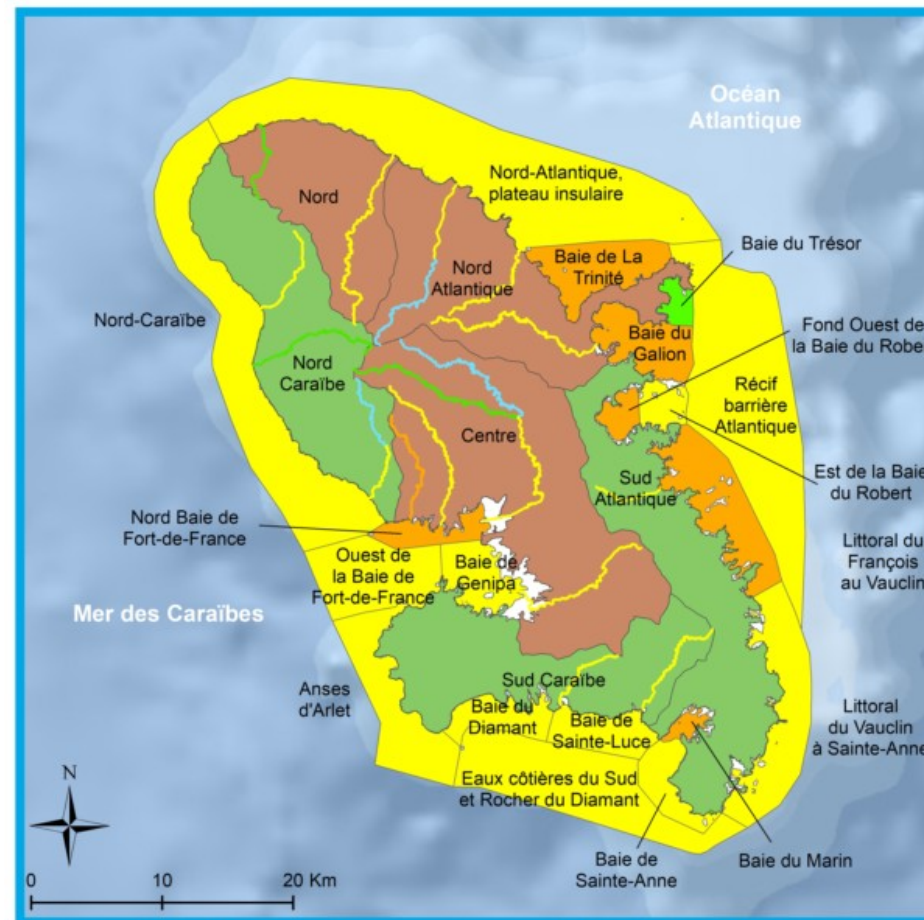 Océan
Atlantique
Nord-Atlantique,
plateau insulaire
Nord
Baie du Trésor
Baie de La
Trinité
Nord
Atlantique
Nord-Caraïbe
Fond Ouest de
la Baie du Robe
Baie du
Galion
Nord
Caraïbe
Récif
barrière
Atlantique
Centre
Sud
Atlantique
Est de la Baie
du Robert
Nord Baie de
Fort-de-France
Littoral du
François
au Vauclin
Ouest de
la Baie de
Fort-de-France
Baie de
Genipa
Mer des Caraïbes
Sud Caraïbe
Anses
d'Arlet
Baie du
Diamant
Baie de
Sainte-Luce
Littoral
du Vauclin
à Sainte-Anne
Eaux côtières du Sud
et Rocher du Diamant
N
Baie de
Sainte-Anne
Baie du Marin
0 10 20 Km